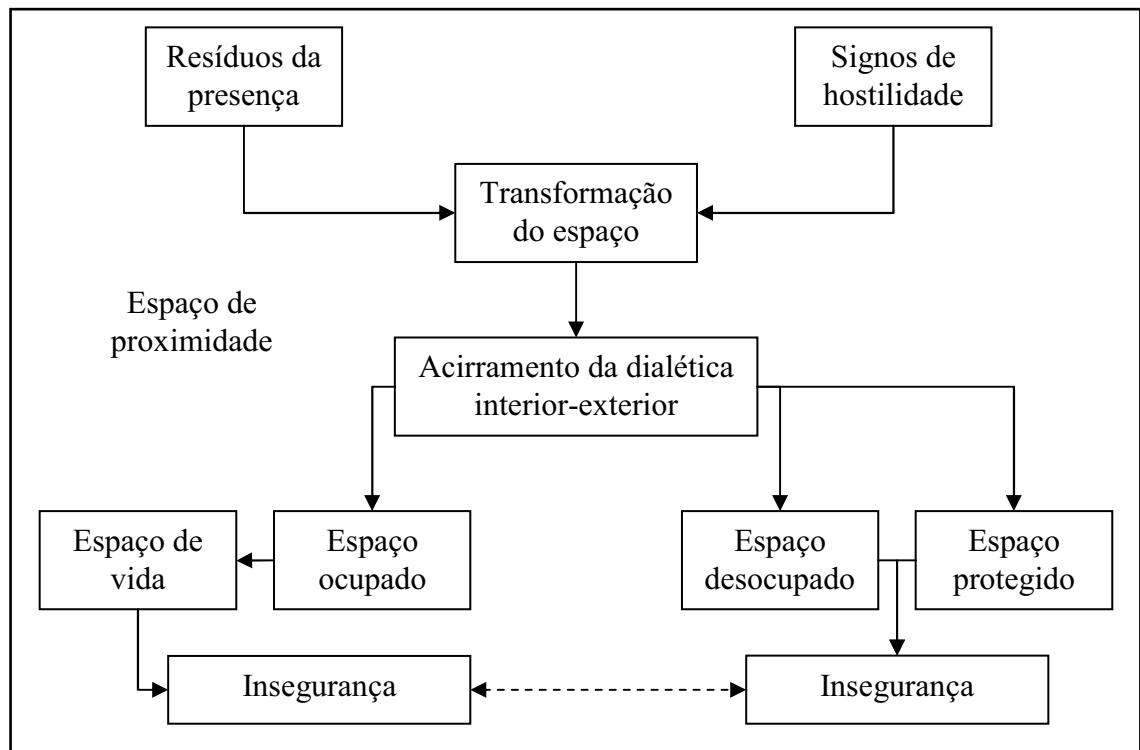 Resíduos da
presença
Signos de
hostilidade
Transformação
do espaço
Espaço de
proximidade
Acirramento da dialética
interior-exterior
Espaço de
vida
Espaço
ocupado
Espaço
desocupado
Espaço
protegido
Insegurança
Insegurança